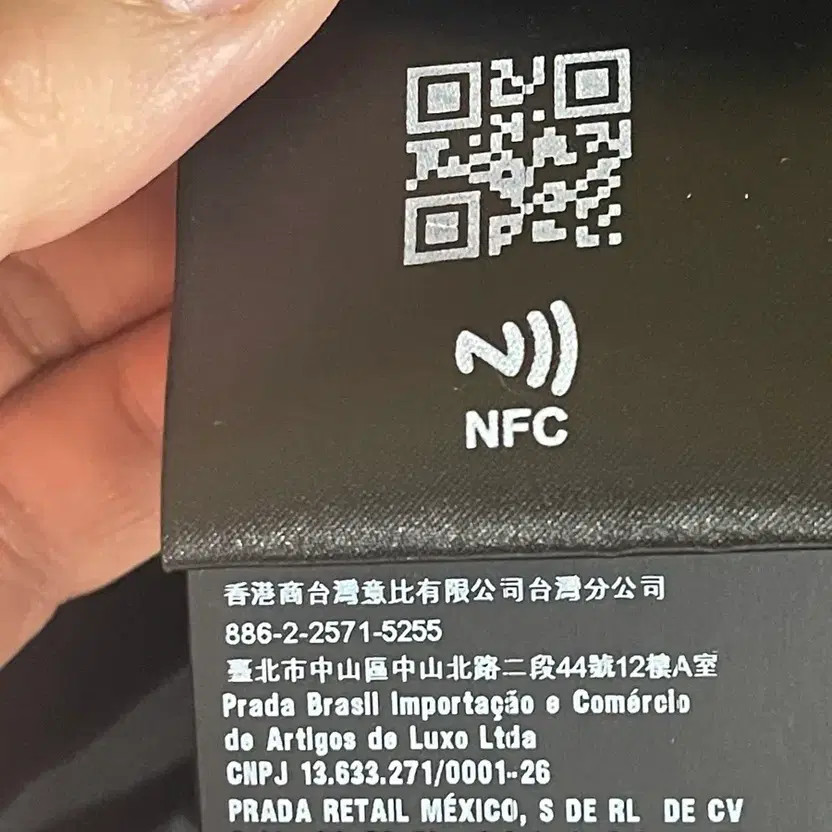 NFC
香港商台灣意比有限公司台灣分公司
886-2-2571-5255
臺北市中山區中山北路二段44號12樓A室
Prada Brasil Importação e Comércio
de Artigos de Luxo Ltda
CNPJ 13.633.271/0001-26
PRADA RETAIL MÉXICO, S DE RL DE CV